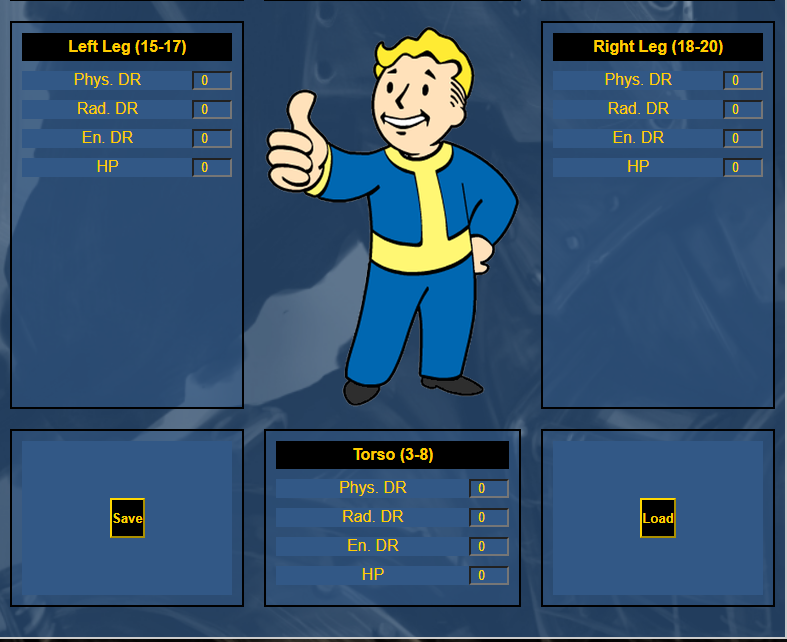 Left Leg (15-17)
Phys. DR 0
Rad. DR 0
En. DR 0
HP 0
Right Leg (18-20)
Phys. DR 0
Rad. DR 0
En. DR 0
HP 0
Save
Torso (3-8)
Phys. DR 0
Rad. DR 0
En. DR 0
HP 0
Load